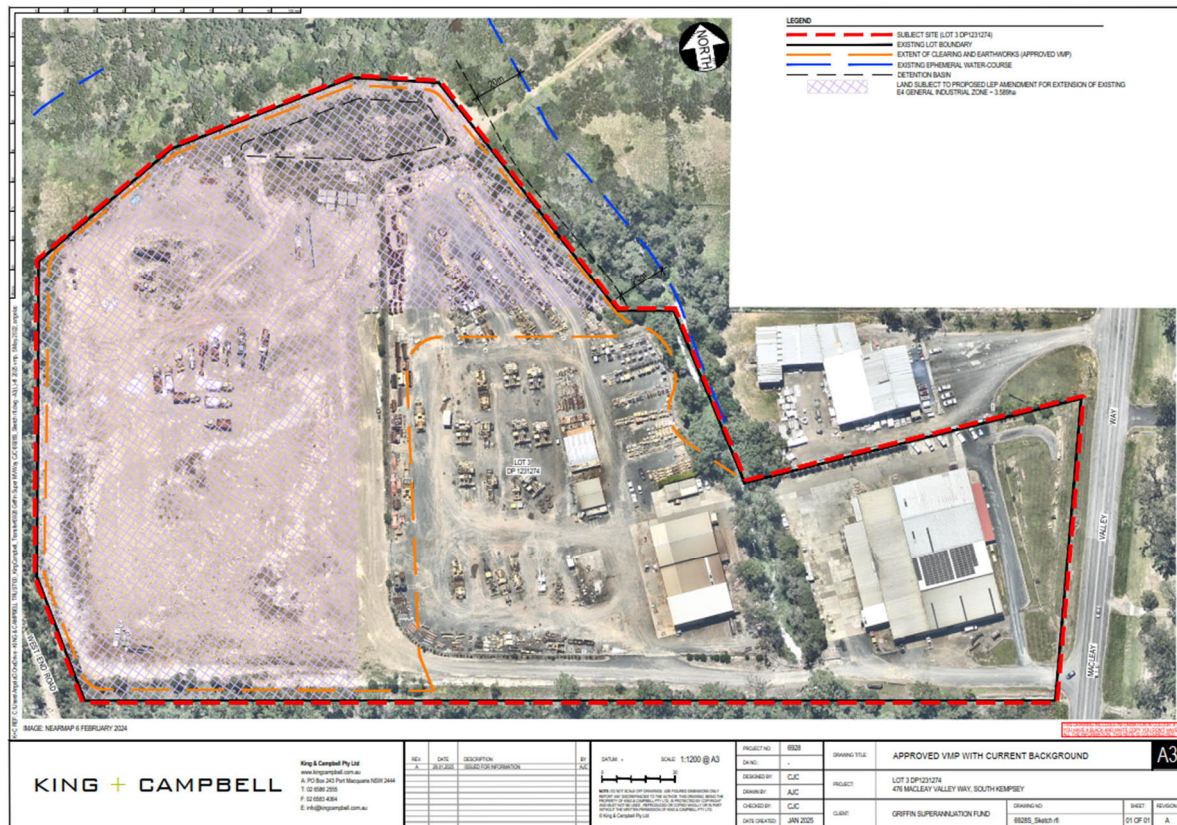 LEGEND
SUBJECT SITE (LOT 3 DP1231274)
EXISTING LOT BOUNDARY
EXTENT OF CLEARING AND EARTHWORKS (APPROVED VMP)
EXISTING EPHEMERAL WATER-COURSE
DETENTION BASIN
LAND SUBJECT TO PROPOSED LEP AMENDMENT FOR EXTENSION OF EXISTING
E4 GENERAL INDUSTRIAL ZONE ~ 3.589ha
NORTH
20m
LOT 3
DP 1231274
WAY
VALLEY
MACLEAY
WEST END ROAD
IMAGE: NEARMAP 6 FEBRUARY 2024
KING + CAMPBELL
King & Campbell Pty Ltd
www.kingcampbell.com.au
A: PO Box 243 Port Macquarie NSW 2444
T: 02 6586 2555
F: 02 6583 4064
E: info@kingcampbell.com.au
REV. DATE DESCRIPTION BY
A ISSUED FOR INFORMATION AJC
DATUM: - SCALE 1:1200 @ A3
© King & Campbell Pty Ltd
PROJECT NO 6928
DA NO. -
DESIGNED BY CJC
DRAWN BY AJC
CHECKED BY CJC
DATE CREATED JAN 2025
DRAWING TITLE APPROVED VMP WITH CURRENT BACKGROUND
A3
PROJECT: LOT 3 DP1231274
476 MACLEAY VALLEY WAY, SOUTH KEMPSEY
CLIENT: GRIFFIN SUPERANNUATION FUND
DRAWING NO
SHEET
REVISION
01 OF 01
A